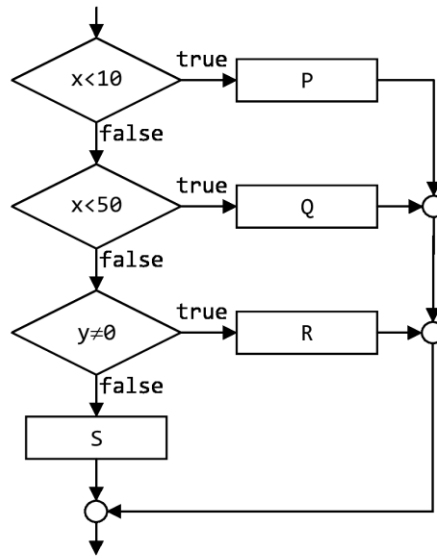 true
x<10
P
false
true
x<50
Q
false
true
y≠0
R
false
S